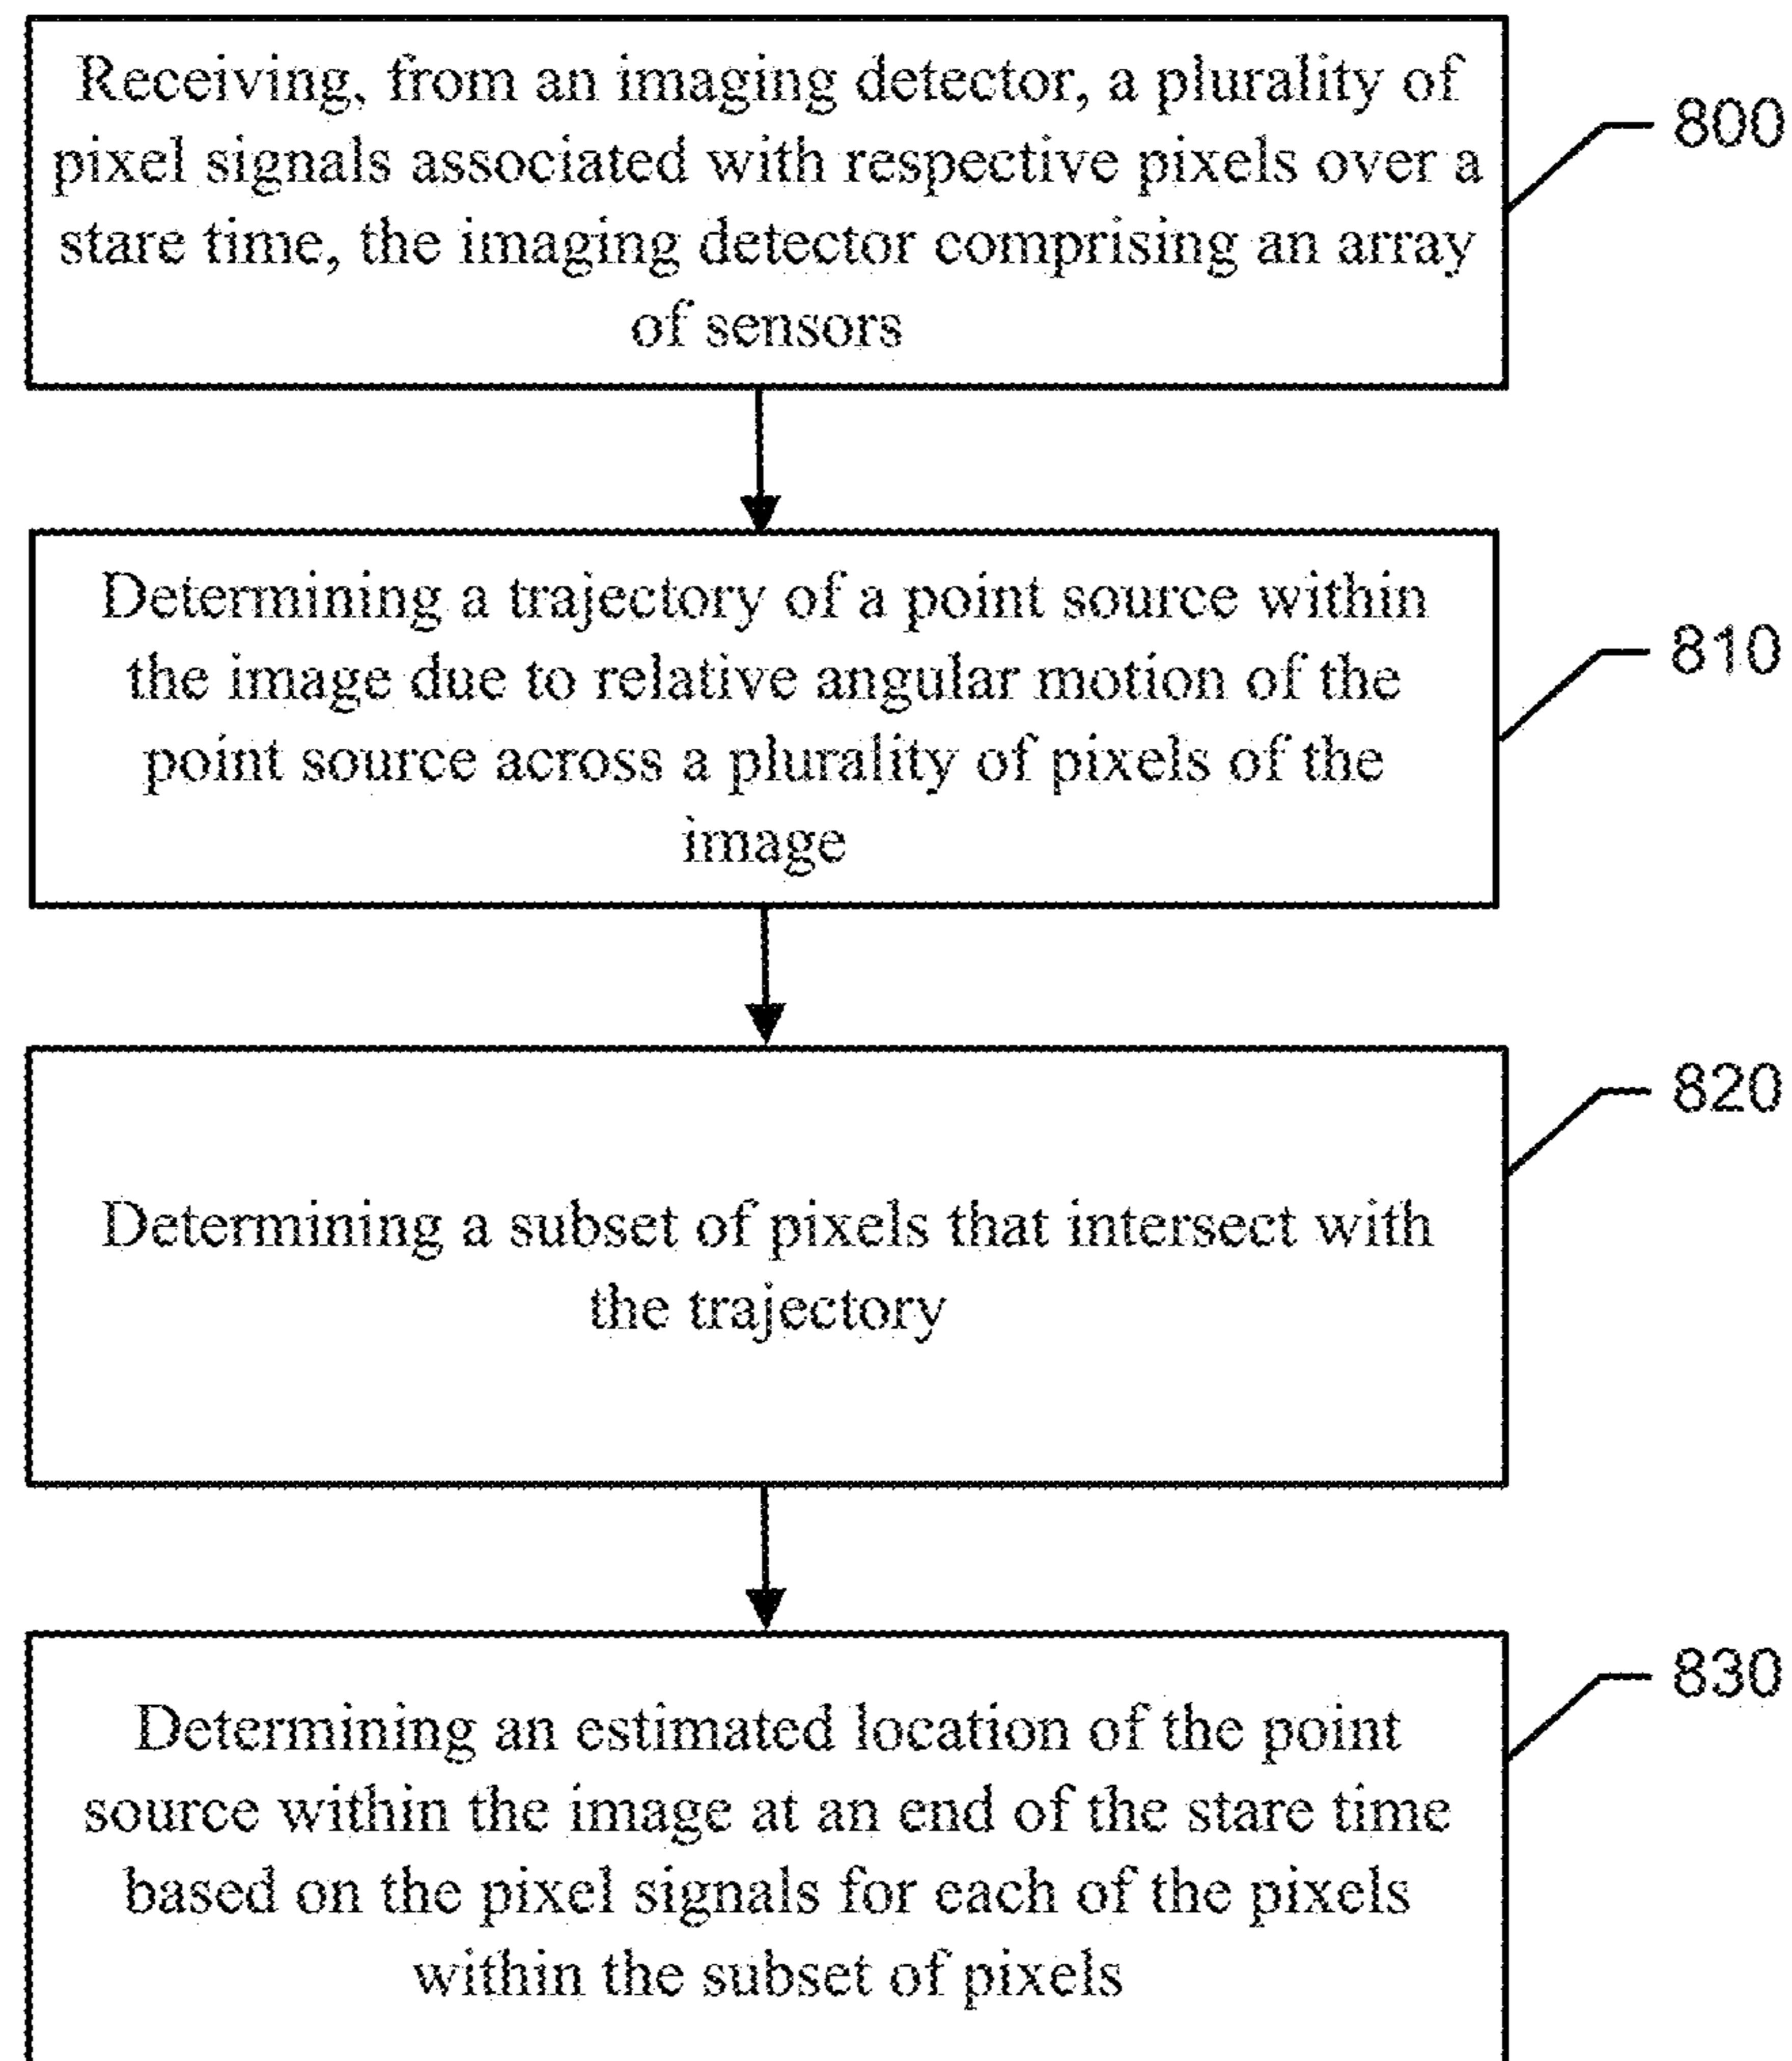 Receiving, from an imaging detector, a plurality of
pixel signals associated with respective pixels over a
stare time, the imaging detector comprising an array
of sensors
800
Determining a trajectory of a point source within
the image due to relative angular motion of the
point source across a plurality of pixels of the
image
810
Determining a subset of pixels that intersect with
the trajectory
820
Determining an estimated location of the point
source within the image at an end of the stare time
based on the pixel signals for each of the pixels
within the subset of pixels
830